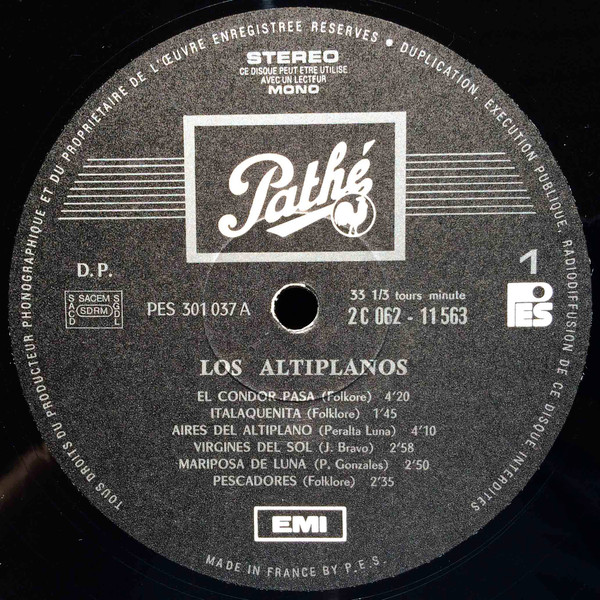 TOUS DROITS DU PRODUCTEUR PHONOGRAPHIQUE ET DU PROPRIETAIRE DE L'ŒUVRE ENREGISTREE RESERVES • DUPLICATION, EXECUTION PUBLIQUE, RADIODIFFUSION DE CE DISQUE INTERDITES
STEREO
CE DISQUE PEUT ETRE UTILISE
AVEC UN LECTEUR
MONO
Pathé
D.P.
1
SACD SACEM SDRM SGDL
PES 301 037 A
33 1/3 tours minute
2 C 062 - 11 563
PES
LOS ALTIPLANOS
EL CONDOR PASA (Folkore) 4'20
ITALAQUENITA (Folklore) 1'45
AIRES DEL ALTIPLANO (Peralta Luna) 4'10
VIRGINES DEL SOL (J. Bravo) 2'58
MARIPOSA DE LUNA (P. Gonzales) 2'50
PESCADORES (Folklore) 2'35
EMI
MADE IN FRANCE BY P.E.S.